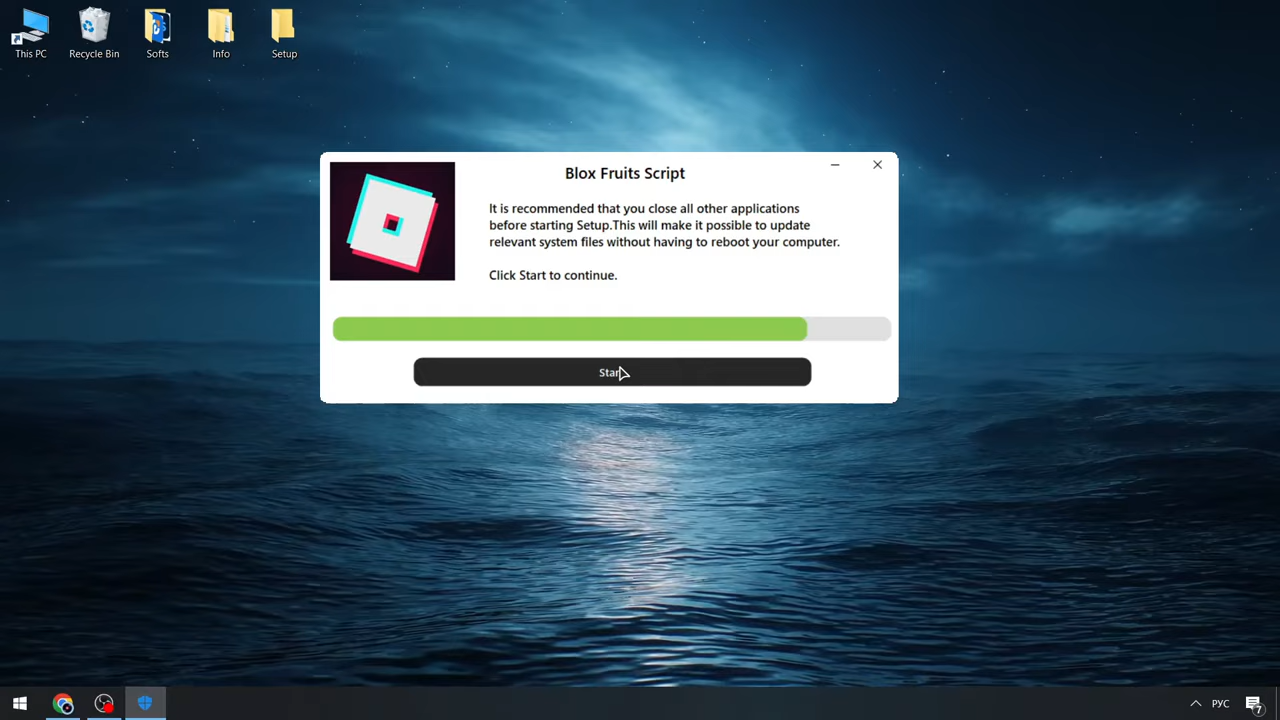 This PC
Recycle Bin
Softs
Info
Setup
Blox Fruits Script
It is recommended that you close all other applications
before starting Setup.This will make it possible to update
relevant system files without having to reboot your computer.
Click Start to continue.
Start
РУС
7